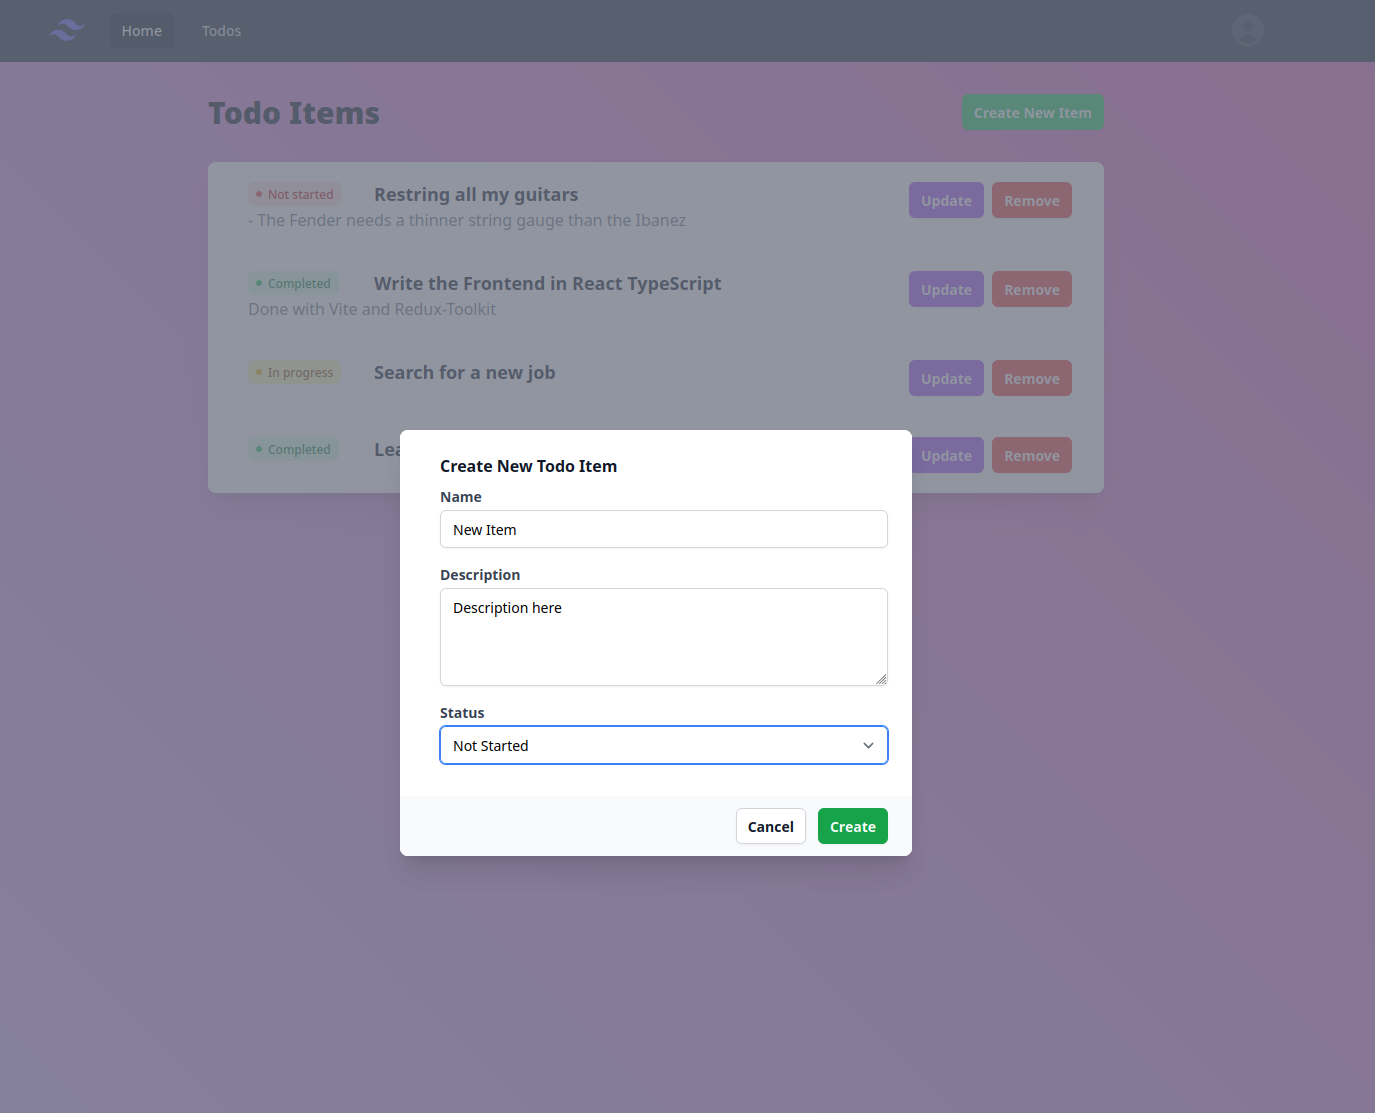 Home Todos
Todo Items
Create New Item
Not started Restring all my guitars
Update Remove
- The Fender needs a thinner string gauge than the Ibanez
Completed Write the Frontend in React TypeScript
Update Remove
Done with Vite and Redux-Toolkit
In progress Search for a new job
Update Remove
Completed
Update Remove
Create New Todo Item
Name
New Item
Description
Description here
Status
Not Started
Cancel Create